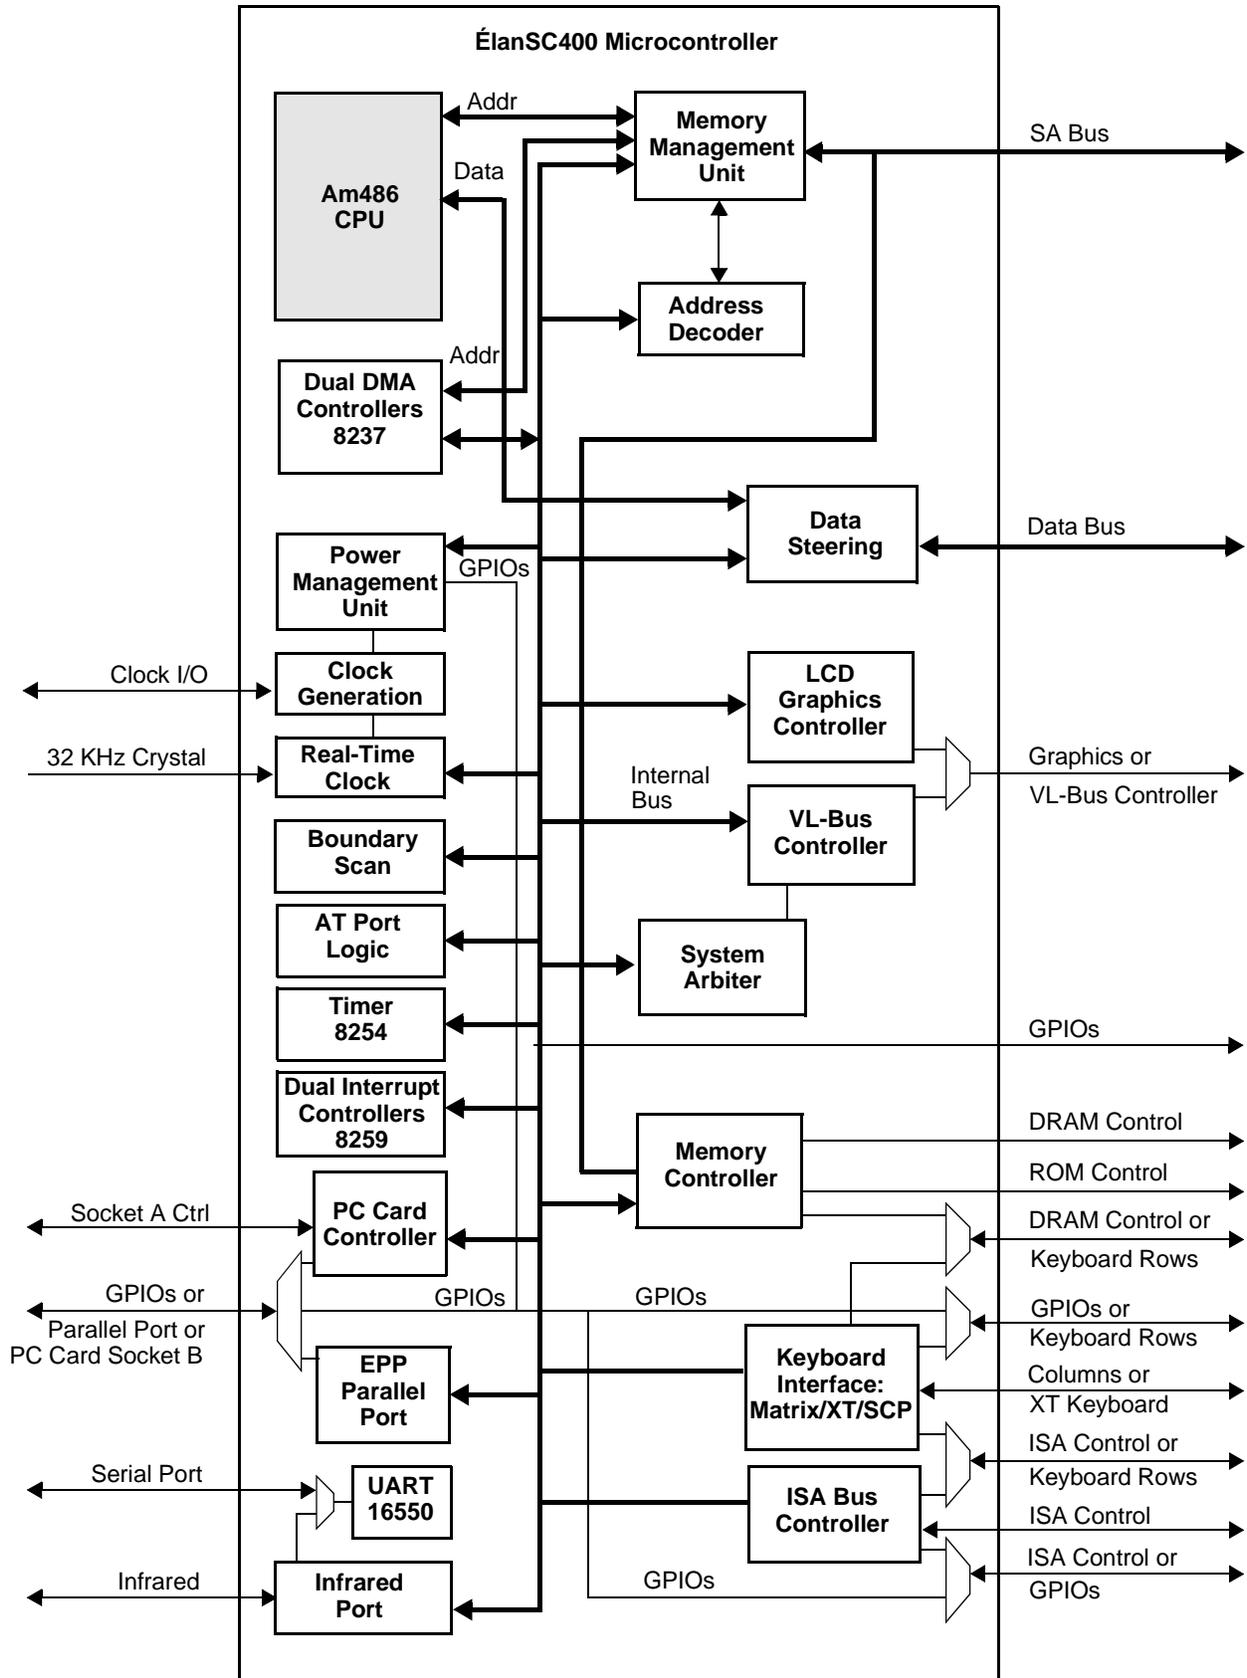 ÉlanSC400 Microcontroller
Addr
Memory
Management
Unit
SA Bus
Data
Am486
CPU
Address
Decoder
Addr
Dual DMA
Controllers
8237
Data
Steering
Data Bus
Power
Management
Unit
GPIOs
Clock I/O
Clock
Generation
LCD
Graphics
Controller
32 KHz Crystal
Real-Time
Clock
Internal
Bus
Graphics or
VL-Bus Controller
VL-Bus
Controller
Boundary
Scan
AT Port
Logic
System
Arbiter
Timer
8254
GPIOs
Dual Interrupt
Controllers
8259
Memory
Controller
DRAM Control
ROM Control
Socket A Ctrl
PC Card
Controller
DRAM Control or
Keyboard Rows
GPIOs or
Parallel Port or
PC Card Socket B
GPIOs
GPIOs
GPIOs or
Keyboard Rows
EPP
Parallel
Port
Keyboard
Interface:
Matrix/XT/SCP
Columns or
XT Keyboard
ISA Control or
Keyboard Rows
Serial Port
UART
16550
ISA Bus
Controller
ISA Control
Infrared
Infrared
Port
GPIOs
ISA Control or
GPIOs